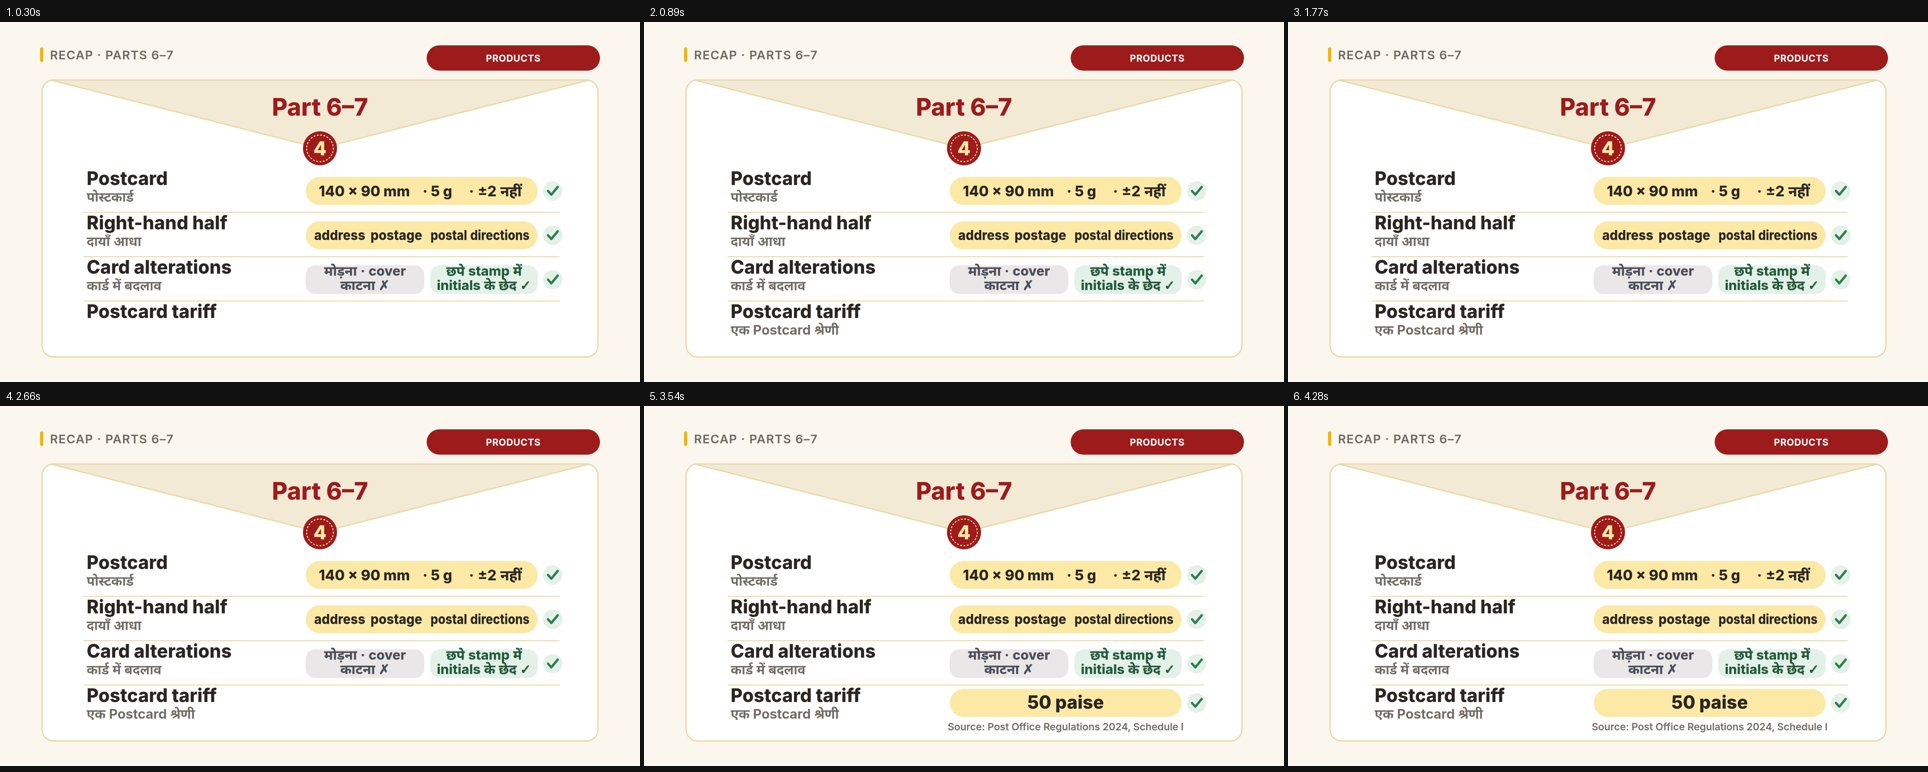 1. 0.30s
RECAP · PARTS 6–7
PRODUCTS
Part 6–7
4
Postcard
पोस्टकार्ड
140 × 90 mm · 5 g · ±2 नहीं
Right-hand half
दायाँ आधा
address postage postal directions
Card alterations
कार्ड में बदलाव
मोड़ना · cover
काटना ✗
छपे stamp में
initials के छेद ✓
Postcard tariff
2. 0.89s
RECAP · PARTS 6–7
PRODUCTS
Part 6–7
4
Postcard
पोस्टकार्ड
140 × 90 mm · 5 g · ±2 नहीं
Right-hand half
दायाँ आधा
address postage postal directions
Card alterations
कार्ड में बदलाव
मोड़ना · cover
काटना ✗
छपे stamp में
initials के छेद ✓
Postcard tariff
एक Postcard श्रेणी
3. 1.77s
RECAP · PARTS 6–7
PRODUCTS
Part 6–7
4
Postcard
पोस्टकार्ड
140 × 90 mm · 5 g · ±2 नहीं
Right-hand half
दायाँ आधा
address postage postal directions
Card alterations
कार्ड में बदलाव
मोड़ना · cover
काटना ✗
छपे stamp में
initials के छेद ✓
Postcard tariff
एक Postcard श्रेणी
4. 2.66s
RECAP · PARTS 6–7
PRODUCTS
Part 6–7
4
Postcard
पोस्टकार्ड
140 × 90 mm · 5 g · ±2 नहीं
Right-hand half
दायाँ आधा
address postage postal directions
Card alterations
कार्ड में बदलाव
मोड़ना · cover
काटना ✗
छपे stamp में
initials के छेद ✓
Postcard tariff
एक Postcard श्रेणी
5. 3.54s
RECAP · PARTS 6–7
PRODUCTS
Part 6–7
4
Postcard
पोस्टकार्ड
140 × 90 mm · 5 g · ±2 नहीं
Right-hand half
दायाँ आधा
address postage postal directions
Card alterations
कार्ड में बदलाव
मोड़ना · cover
काटना ✗
छपे stamp में
initials के छेद ✓
Postcard tariff
एक Postcard श्रेणी
50 paise
Source: Post Office Regulations 2024, Schedule I
6. 4.28s
RECAP · PARTS 6–7
PRODUCTS
Part 6–7
4
Postcard
पोस्टकार्ड
140 × 90 mm · 5 g · ±2 नहीं
Right-hand half
दायाँ आधा
address postage postal directions
Card alterations
कार्ड में बदलाव
मोड़ना · cover
काटना ✗
छपे stamp में
initials के छेद ✓
Postcard tariff
एक Postcard श्रेणी
50 paise
Source: Post Office Regulations 2024, Schedule I